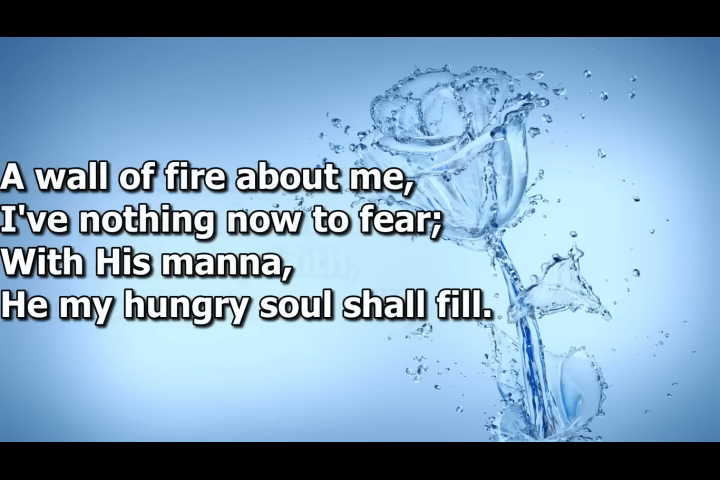 A wall of fire about me,
I've nothing now to fear;
With His manna,
He my hungry soul shall fill.